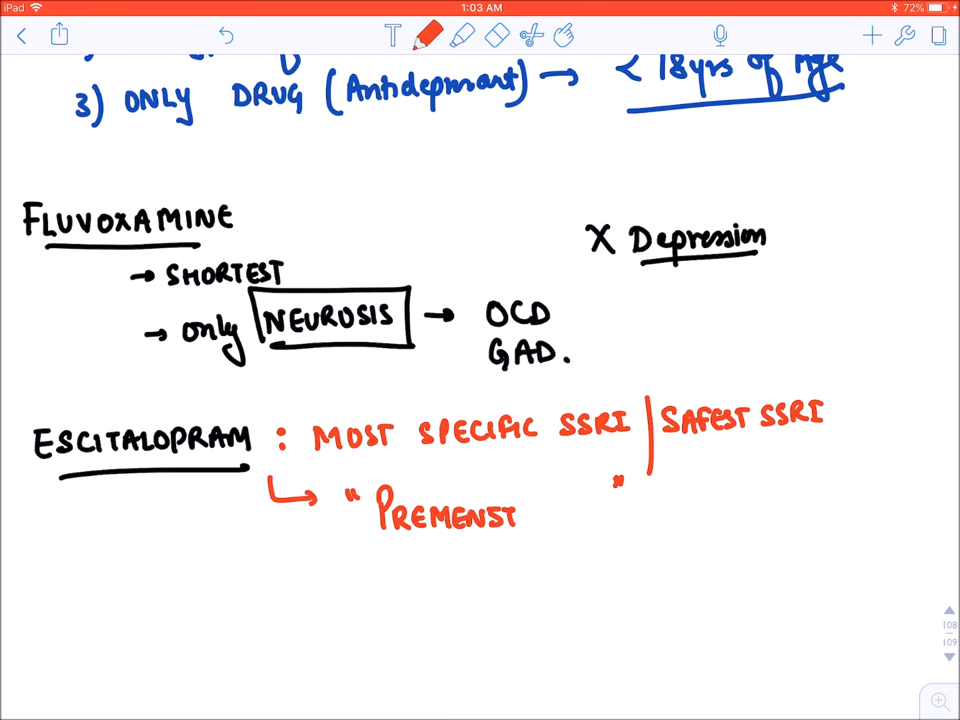 iPad 1:03 AM 72%
T
3) ONLY DRUG (Antideprnant) → < 18yrs of Age
FLUVOXAMINE
X Depression
→ SHORTEST
→ only NEUROSIS → OCD
GAD.
ESCITALOPRAM : MOST SPECIFIC SSRI | SAFEST SSRI
" PREMENST "
108
109